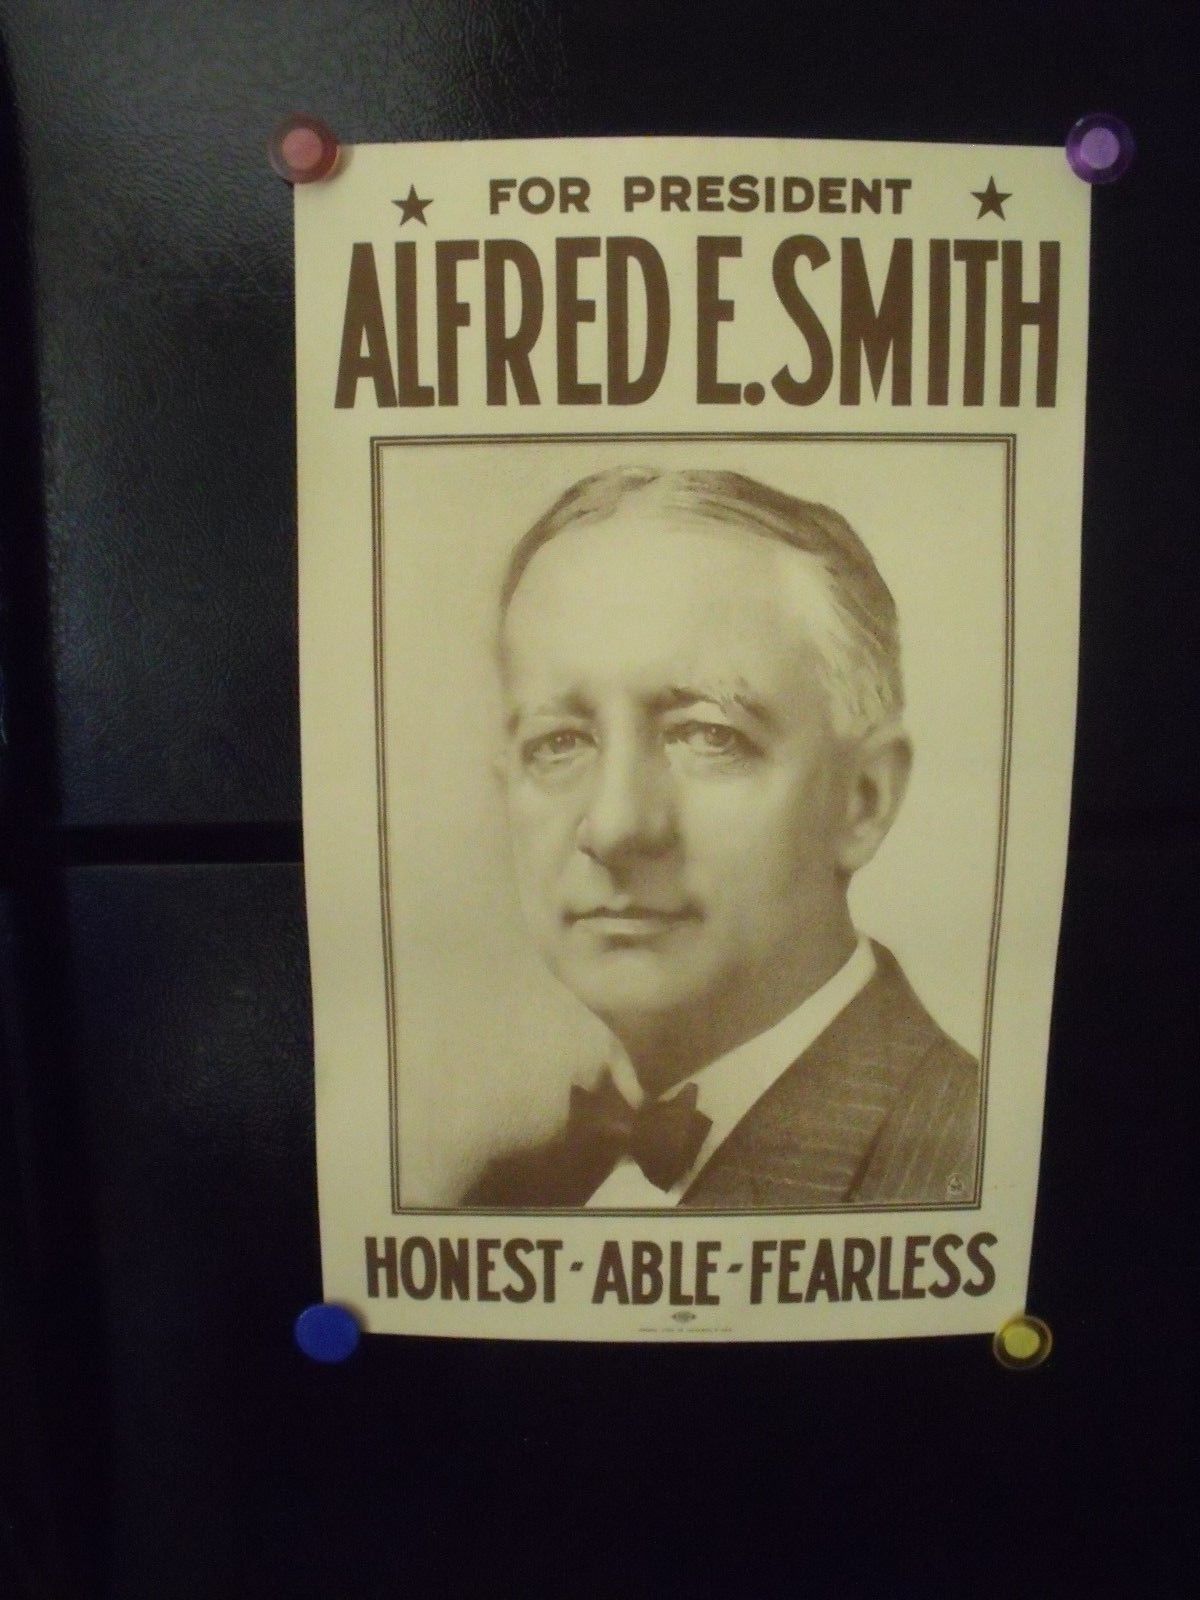 FOR PRESIDENT
ALFRED E. SMITH
HONEST - ABLE - FEARLESS